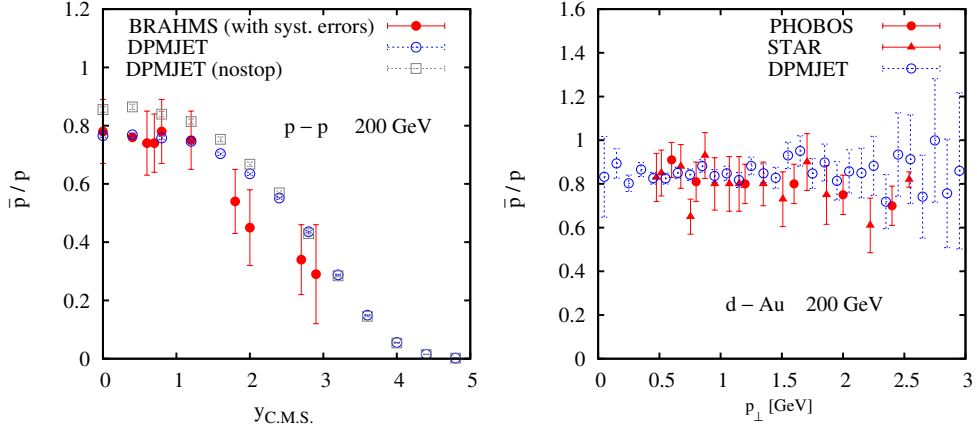 BRAHMS (with syst. errors)
DPMJET
DPMJET (nostop)
p – p 200 GeV
p̅ / p
1.2
1
0.8
0.6
0.4
0.2
0
0 1 2 3 4 5
y C.M.S.
PHOBOS
STAR
DPMJET
d – Au 200 GeV
p̅ / p
1.6
1.4
1.2
1
0.8
0.6
0.4
0.2
0
0 0.5 1 1.5 2 2.5 3
p⊥ [GeV]